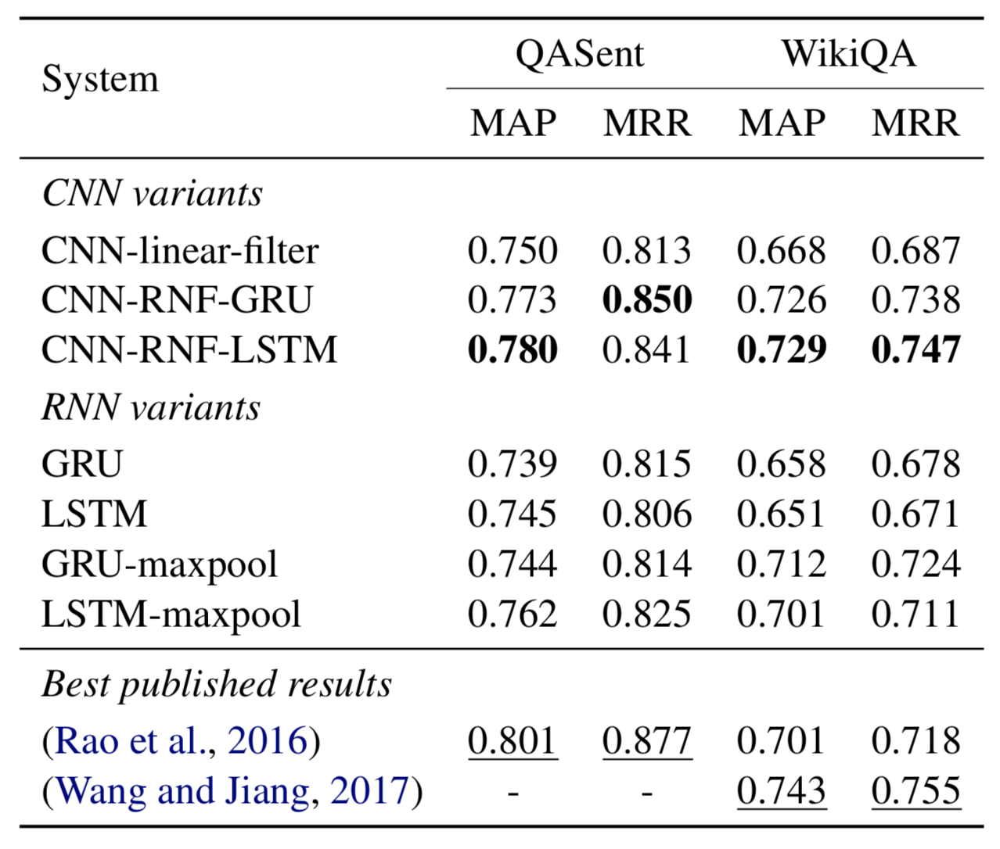 System QASent WikiQA
MAP MRR MAP MRR
CNN variants
CNN-linear-filter 0.750 0.813 0.668 0.687
CNN-RNF-GRU 0.773 0.850 0.726 0.738
CNN-RNF-LSTM 0.780 0.841 0.729 0.747
RNN variants
GRU 0.739 0.815 0.658 0.678
LSTM 0.745 0.806 0.651 0.671
GRU-maxpool 0.744 0.814 0.712 0.724
LSTM-maxpool 0.762 0.825 0.701 0.711
Best published results
(Rao et al., 2016) 0.801 0.877 0.701 0.718
(Wang and Jiang, 2017) - - 0.743 0.755